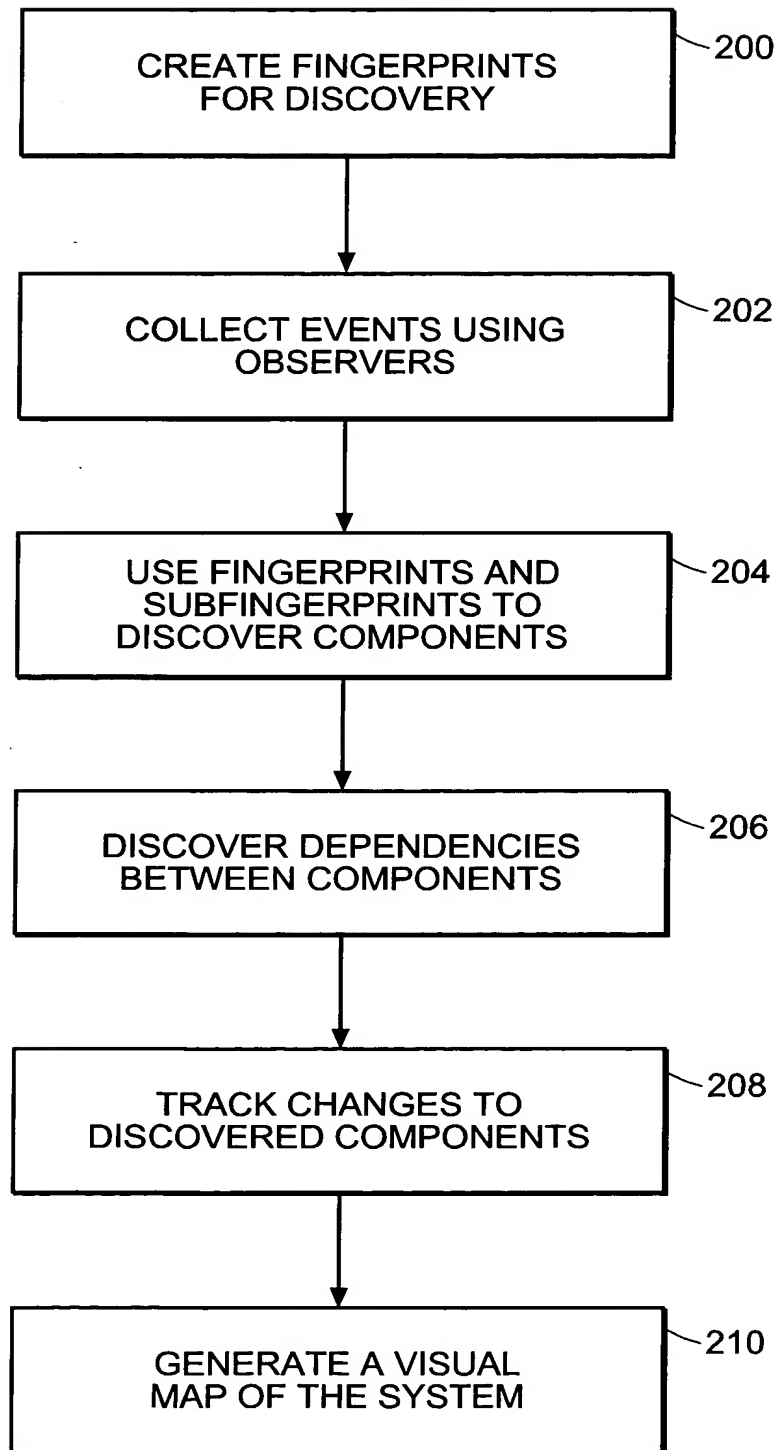 CREATE FINGERPRINTS
FOR DISCOVERY
200
COLLECT EVENTS USING
OBSERVERS
202
USE FINGERPRINTS AND
SUBFINGERPRINTS TO
DISCOVER COMPONENTS
204
DISCOVER DEPENDENCIES
BETWEEN COMPONENTS
206
TRACK CHANGES TO
DISCOVERED COMPONENTS
208
GENERATE A VISUAL
MAP OF THE SYSTEM
210